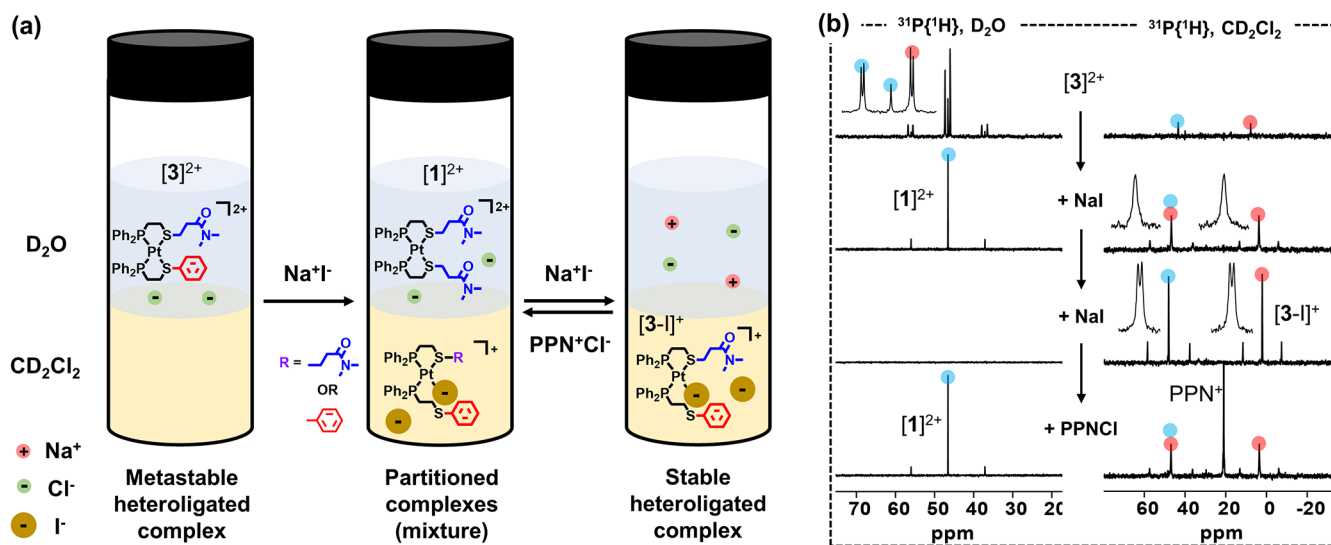 (a)
[3]²⁺
Ph₂P
S
O
N
Pt
Ph₂P
S
⁊²⁺
-
-
D₂O
CD₂Cl₂
+ Na⁺
- Cl⁻
- I⁻
Metastable
heteroligated
complex
Na⁺I⁻
R =
O
N
OR
[1]²⁺
Ph₂P
S
O
N
Pt
Ph₂P
S
O
N
⁊²⁺
-
-
Ph₂P
S-R
Pt
Ph₂P
S
⁊⁺
-
-
Partitioned
complexes
(mixture)
Na⁺I⁻
PPN⁺Cl⁻
+
-
-
+
[3-I]⁺
Ph₂P
S
O
N
Pt
Ph₂P
S
⁊⁺
-
-
Stable
heteroligated
complex
(b)
³¹P{¹H}, D₂O
³¹P{¹H}, CD₂Cl₂
[3]²⁺
[1]²⁺
+ NaI
+ NaI
[3-I]⁺
[1]²⁺
+ PPNCl
PPN⁺
70 60 50 40 30 20
ppm
60 40 20 0 -20
ppm